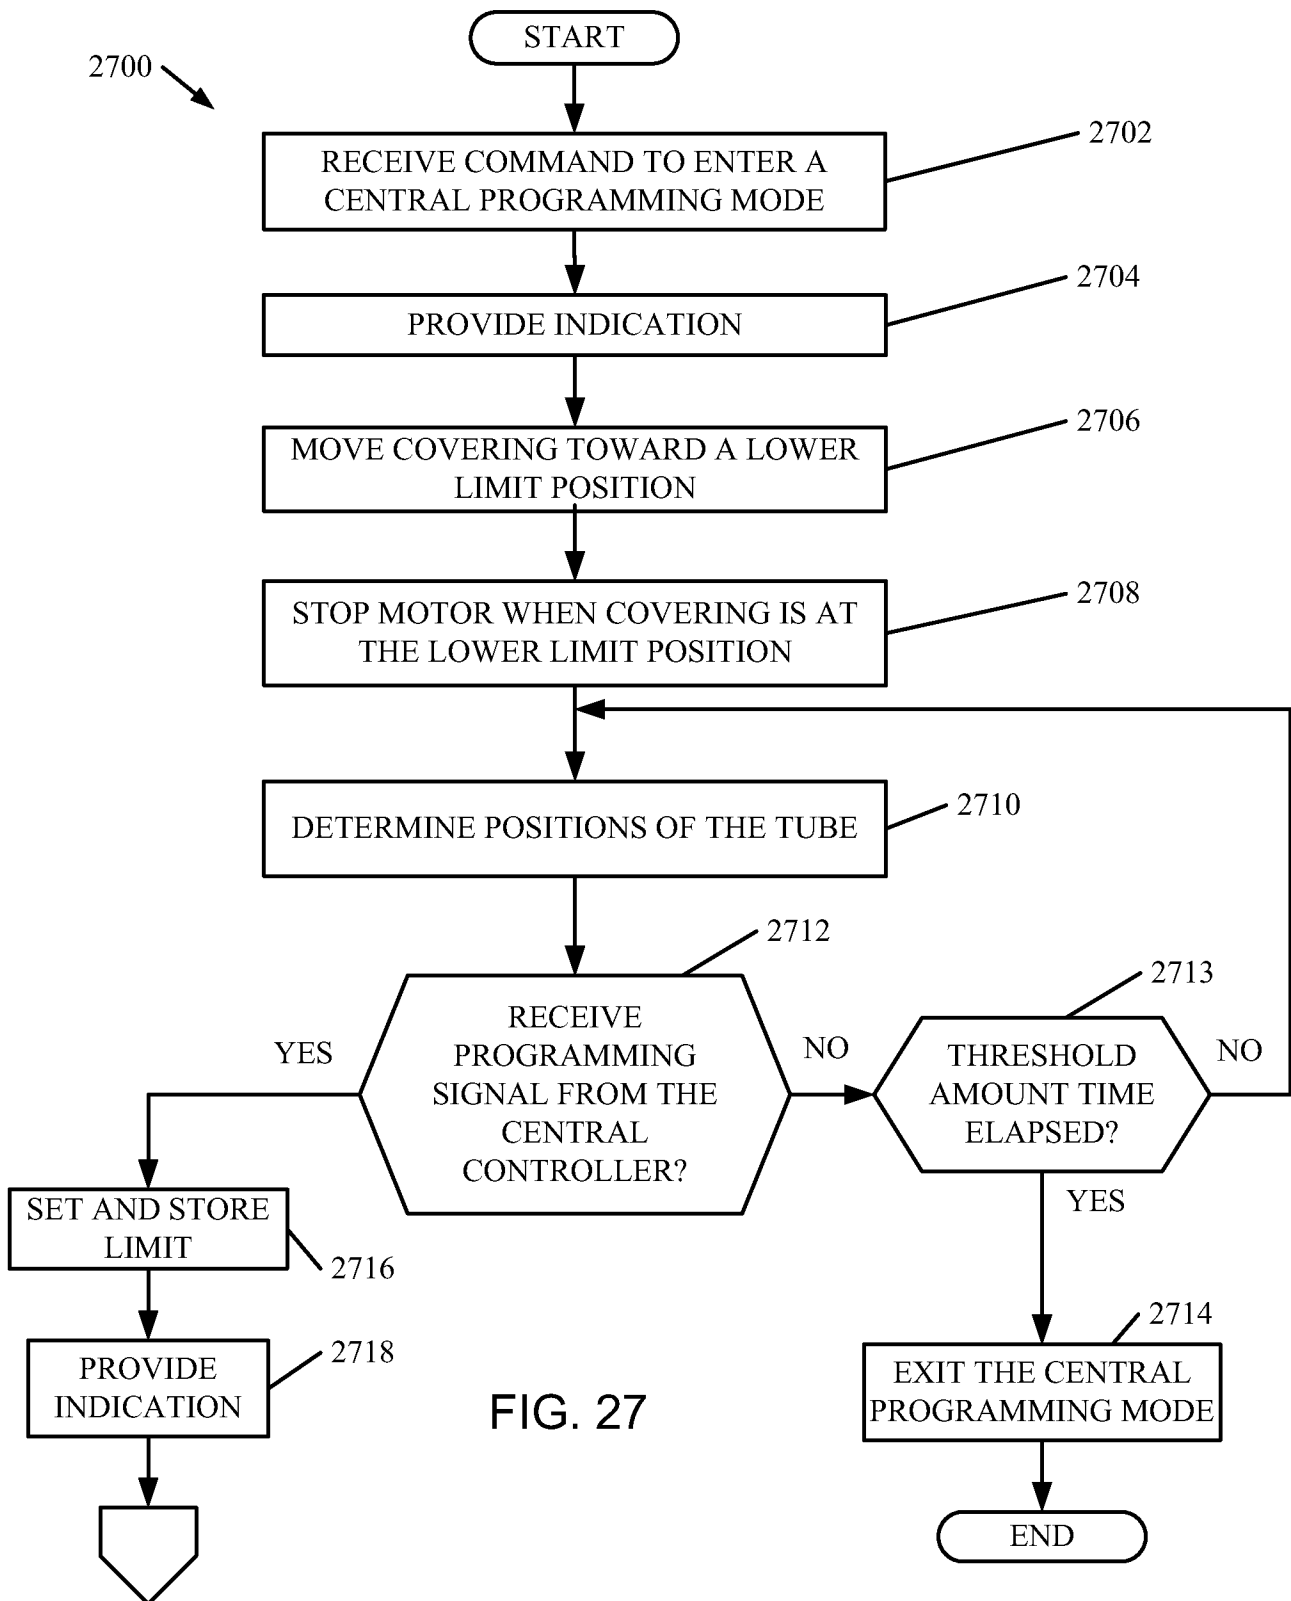 START
2700
RECEIVE COMMAND TO ENTER A
CENTRAL PROGRAMMING MODE
2702
PROVIDE INDICATION
2704
MOVE COVERING TOWARD A LOWER
LIMIT POSITION
2706
STOP MOTOR WHEN COVERING IS AT
THE LOWER LIMIT POSITION
2708
DETERMINE POSITIONS OF THE TUBE
2710
RECEIVE
PROGRAMMING
SIGNAL FROM THE
CENTRAL
CONTROLLER?
2712
YES
NO
THRESHOLD
AMOUNT TIME
ELAPSED?
2713
NO
YES
SET AND STORE
LIMIT
2716
PROVIDE
INDICATION
2718
EXIT THE CENTRAL
PROGRAMMING MODE
2714
END
FIG. 27